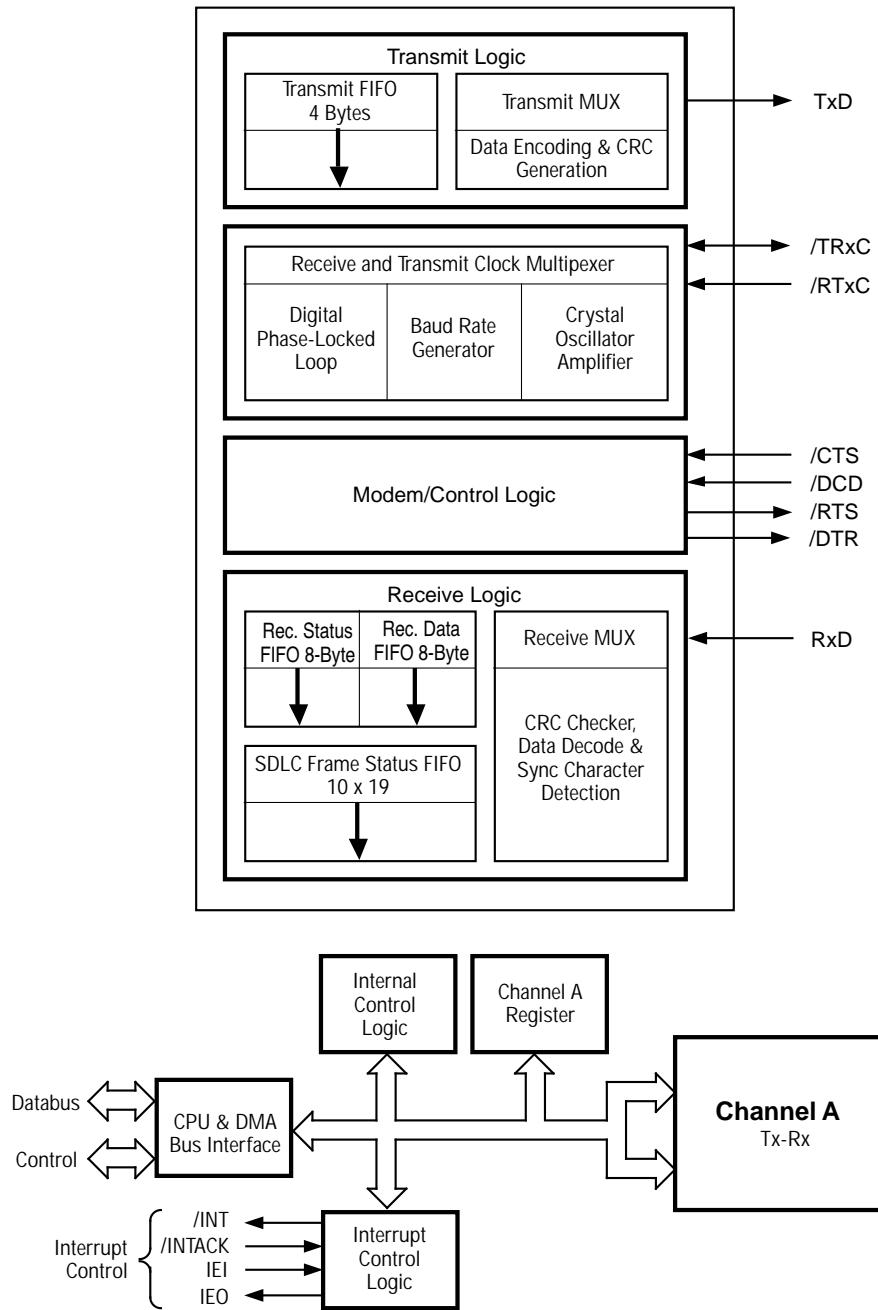 Transmit Logic
Transmit FIFO
4 Bytes
Transmit MUX
Data Encoding & CRC
Generation
TxD
Receive and Transmit Clock Multipexer
Digital
Phase-Locked
Loop
Baud Rate
Generator
Crystal
Oscillator
Amplifier
/TRxC
/RTxC
Modem/Control Logic
/CTS
/DCD
/RTS
/DTR
Receive Logic
Rec. Status
FIFO 8-Byte
Rec. Data
FIFO 8-Byte
Receive MUX
RxD
SDLC Frame Status FIFO
10 x 19
CRC Checker,
Data Decode &
Sync Character
Detection
Internal
Control
Logic
Channel A
Register
Databus
Control
CPU & DMA
Bus Interface
Channel A
Tx-Rx
Interrupt
Control
/INT
/INTACK
IEI
IEO
Interrupt
Control
Logic